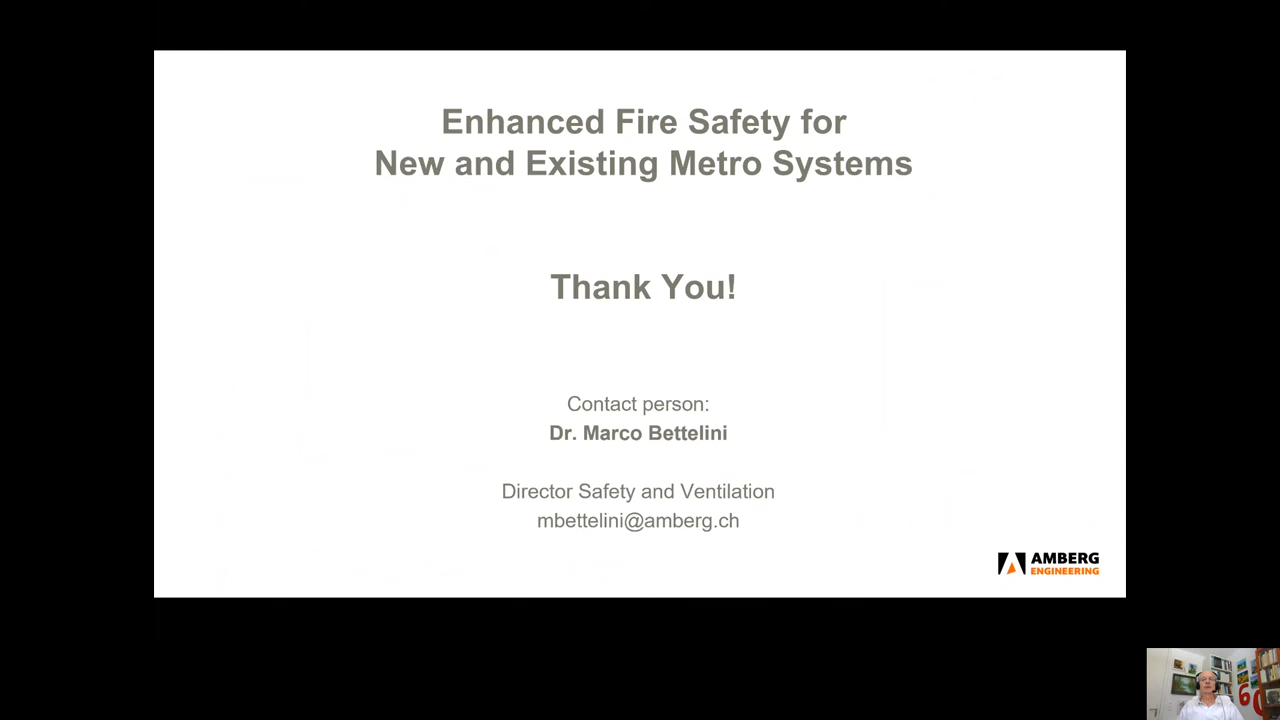 Enhanced Fire Safety for
New and Existing Metro Systems
Thank You!
Contact person:
Dr. Marco Bettelini
Director Safety and Ventilation
mbettelini@amberg.ch
AMBERG
ENGINEERING
60